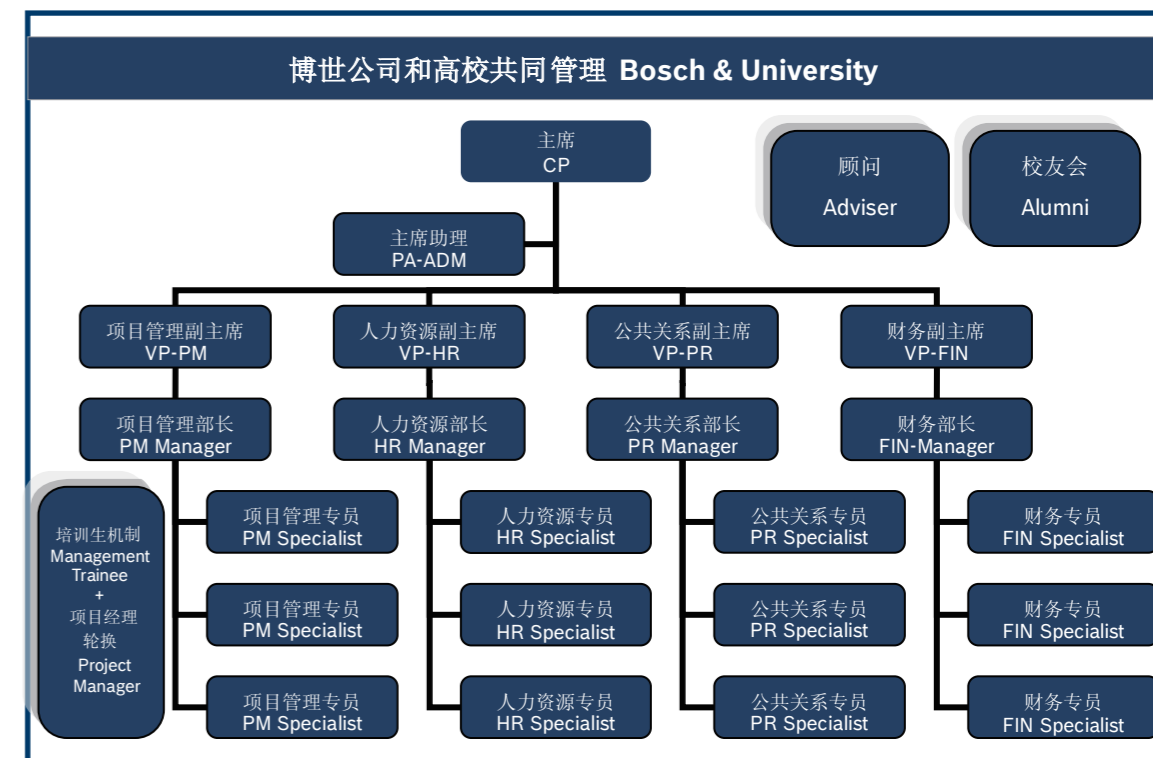 博世公司和高校共同管理 Bosch & University
主席
CP
顾问
Adviser
校友会
Alumni
主席助理
PA-ADM
项目管理副主席
VP-PM
人力资源副主席
VP-HR
公共关系副主席
VP-PR
财务副主席
VP-FIN
项目管理部长
PM Manager
人力资源部长
HR Manager
公共关系部长
PR Manager
财务部长
FIN-Manager
培训生机制
Management
Trainee
+
项目经理
轮换
Project
Manager
项目管理专员
PM Specialist
人力资源专员
HR Specialist
公共关系专员
PR Specialist
财务专员
FIN Specialist
项目管理专员
PM Specialist
人力资源专员
HR Specialist
公共关系专员
PR Specialist
财务专员
FIN Specialist
项目管理专员
PM Specialist
人力资源专员
HR Specialist
公共关系专员
PR Specialist
财务专员
FIN Specialist